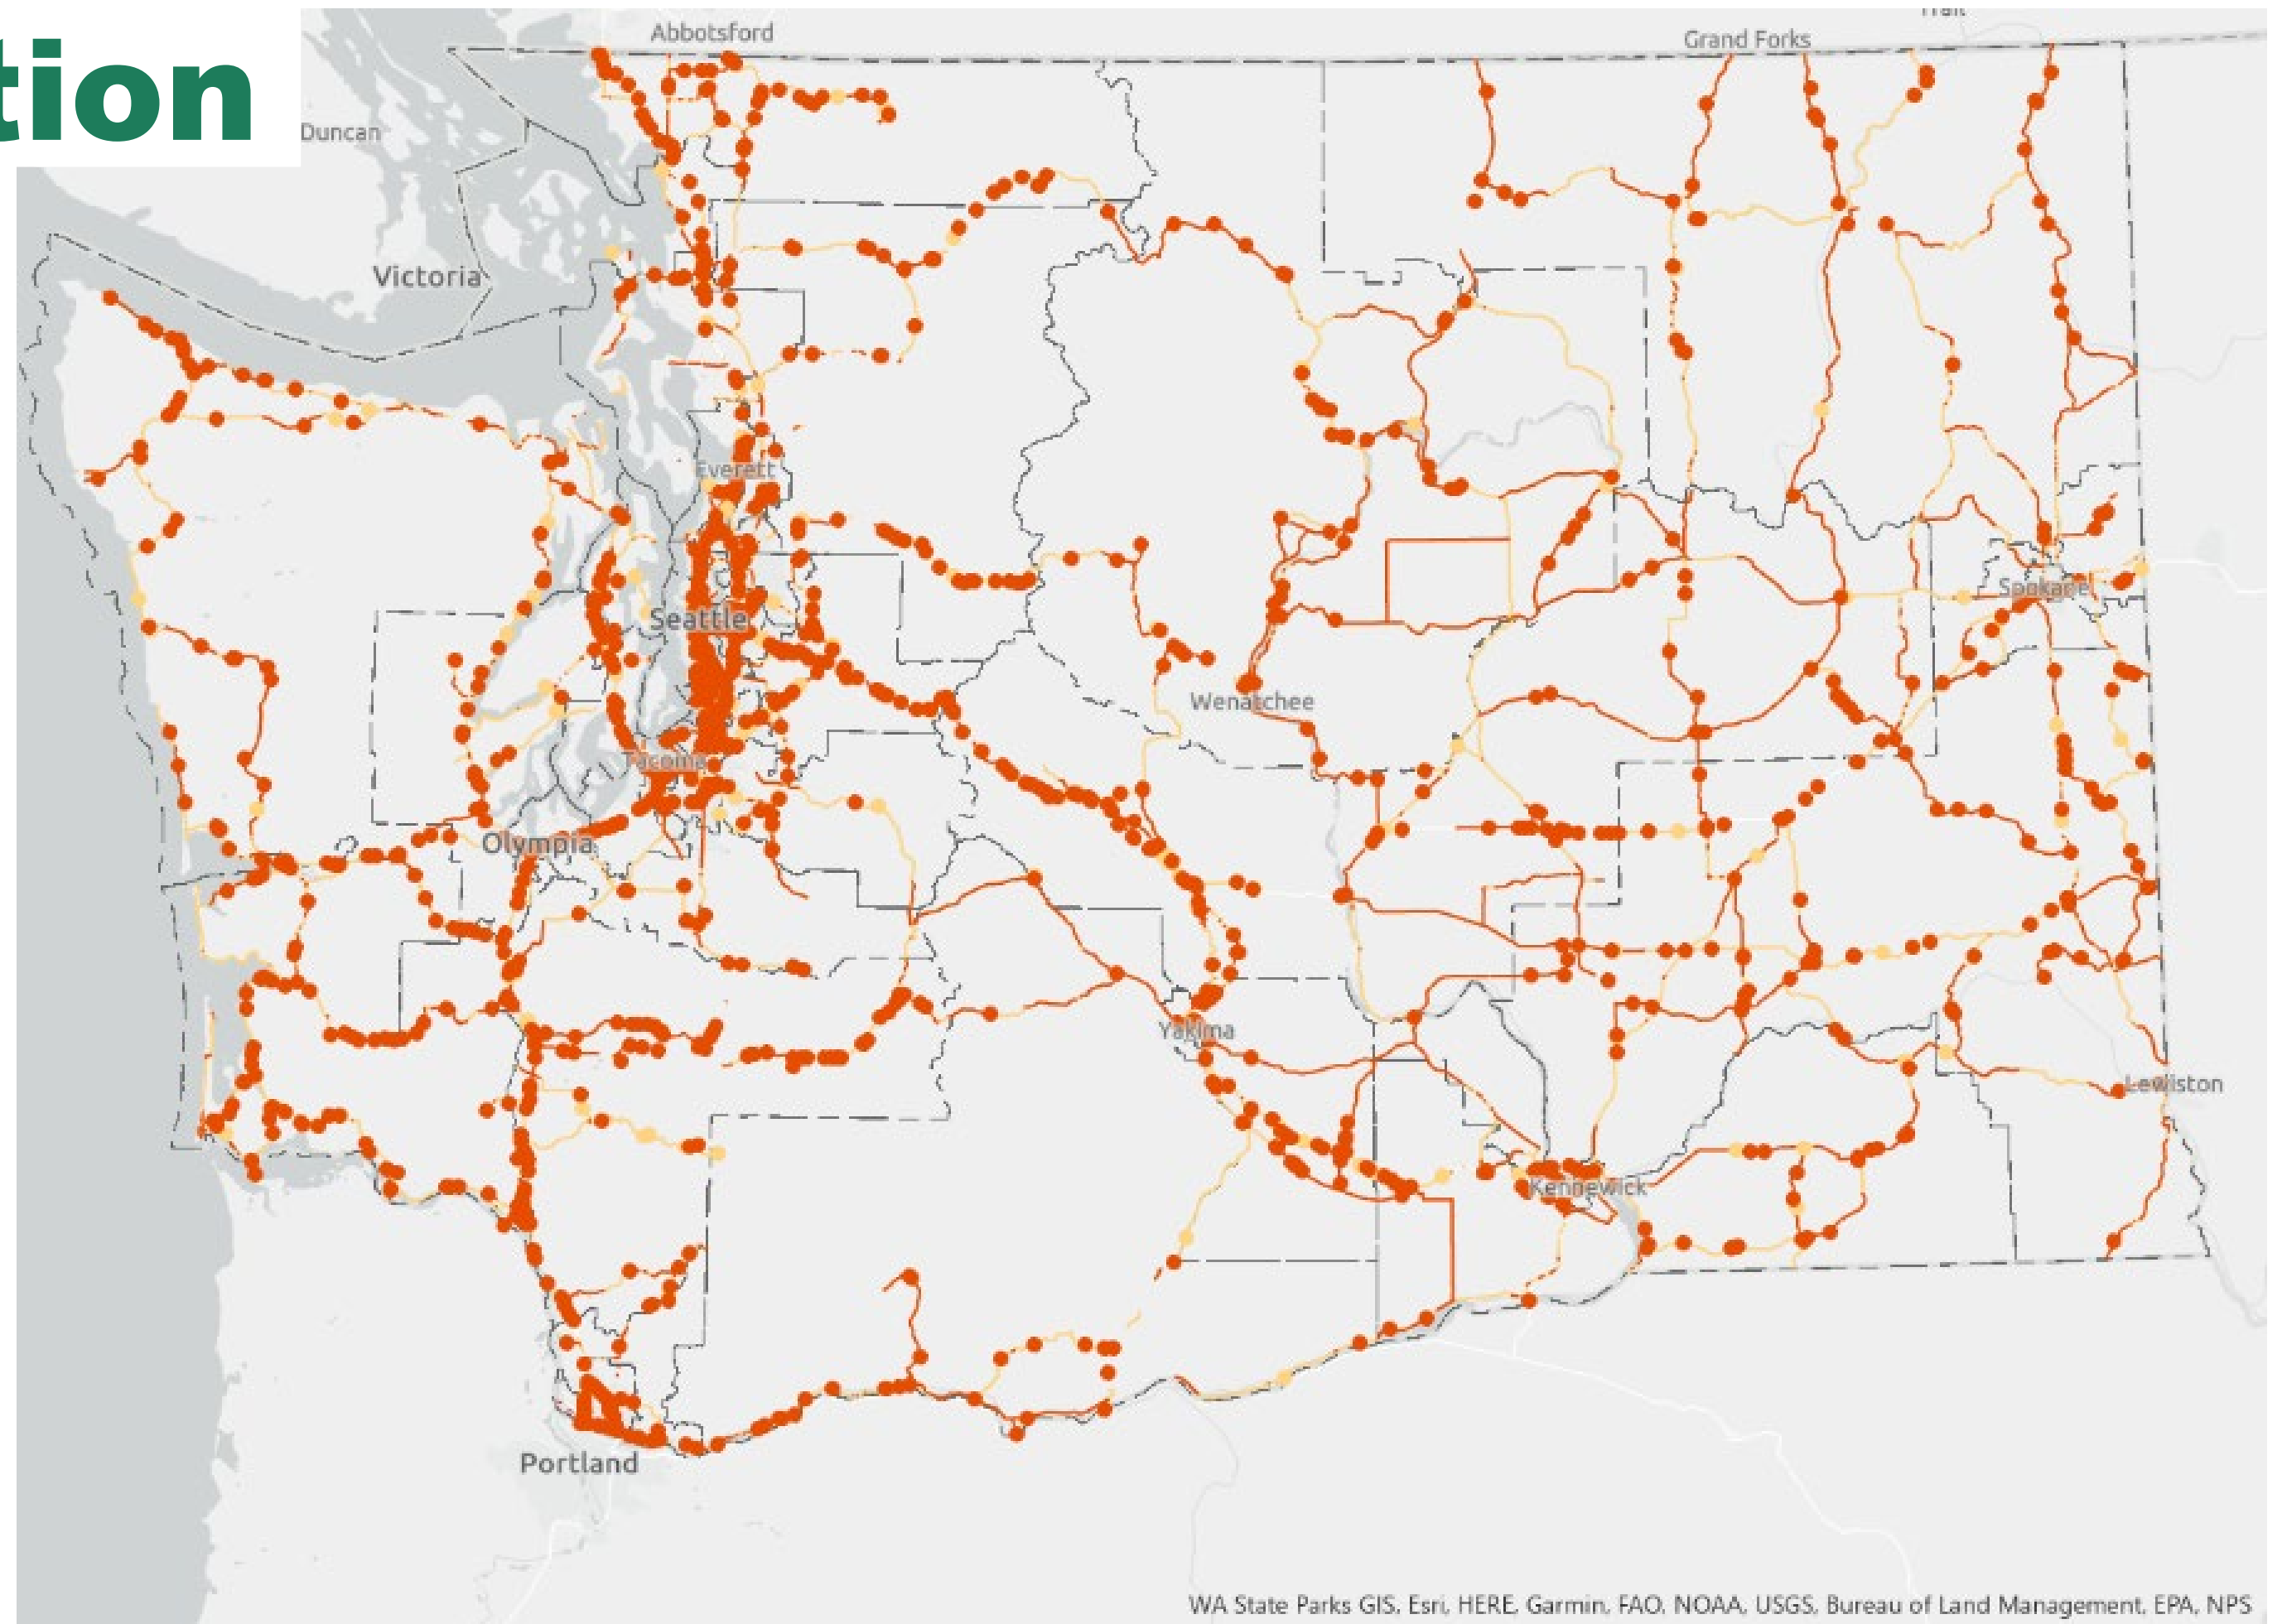 tion
Abbotsford
Grand Forks
Trail
Duncan
Victoria
Everett
Seattle
Spokane
Wenatchee
Tacoma
Olympia
Yakima
Lewiston
Kennewick
Portland
WA State Parks GIS, Esri, HERE, Garmin, FAO, NOAA, USGS, Bureau of Land Management, EPA, NPS